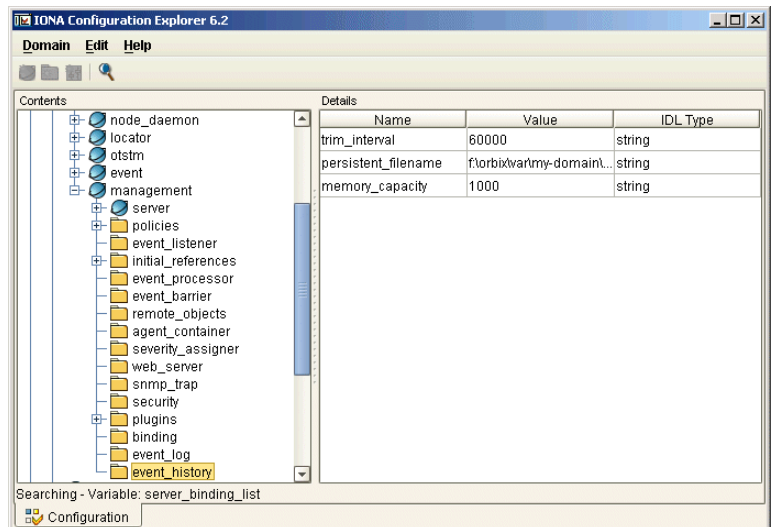 IONA Configuration Explorer 6.2
Domain Edit Help
Contents
node_daemon
locator
otstm
event
management
server
policies
event_listener
initial_references
event_processor
event_barrier
remote_objects
agent_container
severity_assigner
web_server
snmp_trap
security
plugins
binding
event_log
event_history
Details
Name Value IDL Type
trim_interval 60000 string
persistent_filename f:\orbix\var\my-domain\... string
memory_capacity 1000 string
Searching - Variable: server_binding_list
Configuration